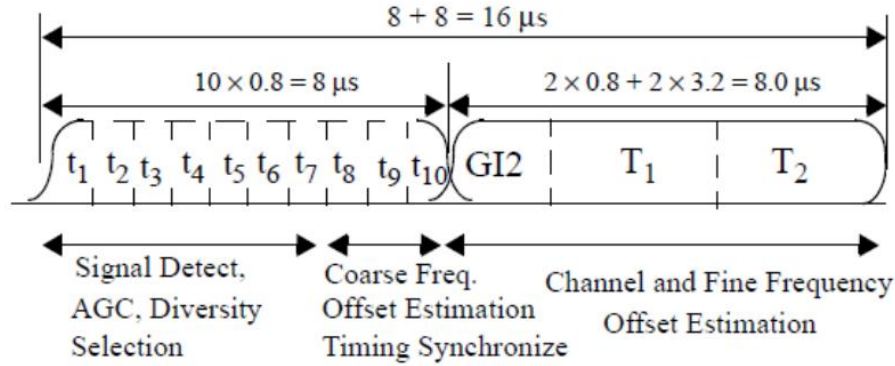 8 + 8 = 16 μs
10 × 0.8 = 8 μs
2 × 0.8 + 2 × 3.2 = 8.0 μs
t1 t2 t3 t4 t5 t6 t7 t8 t9 t10 GI2 T1 T2
Signal Detect,
AGC, Diversity
Selection
Coarse Freq.
Offset Estimation
Timing Synchronize
Channel and Fine Frequency
Offset Estimation